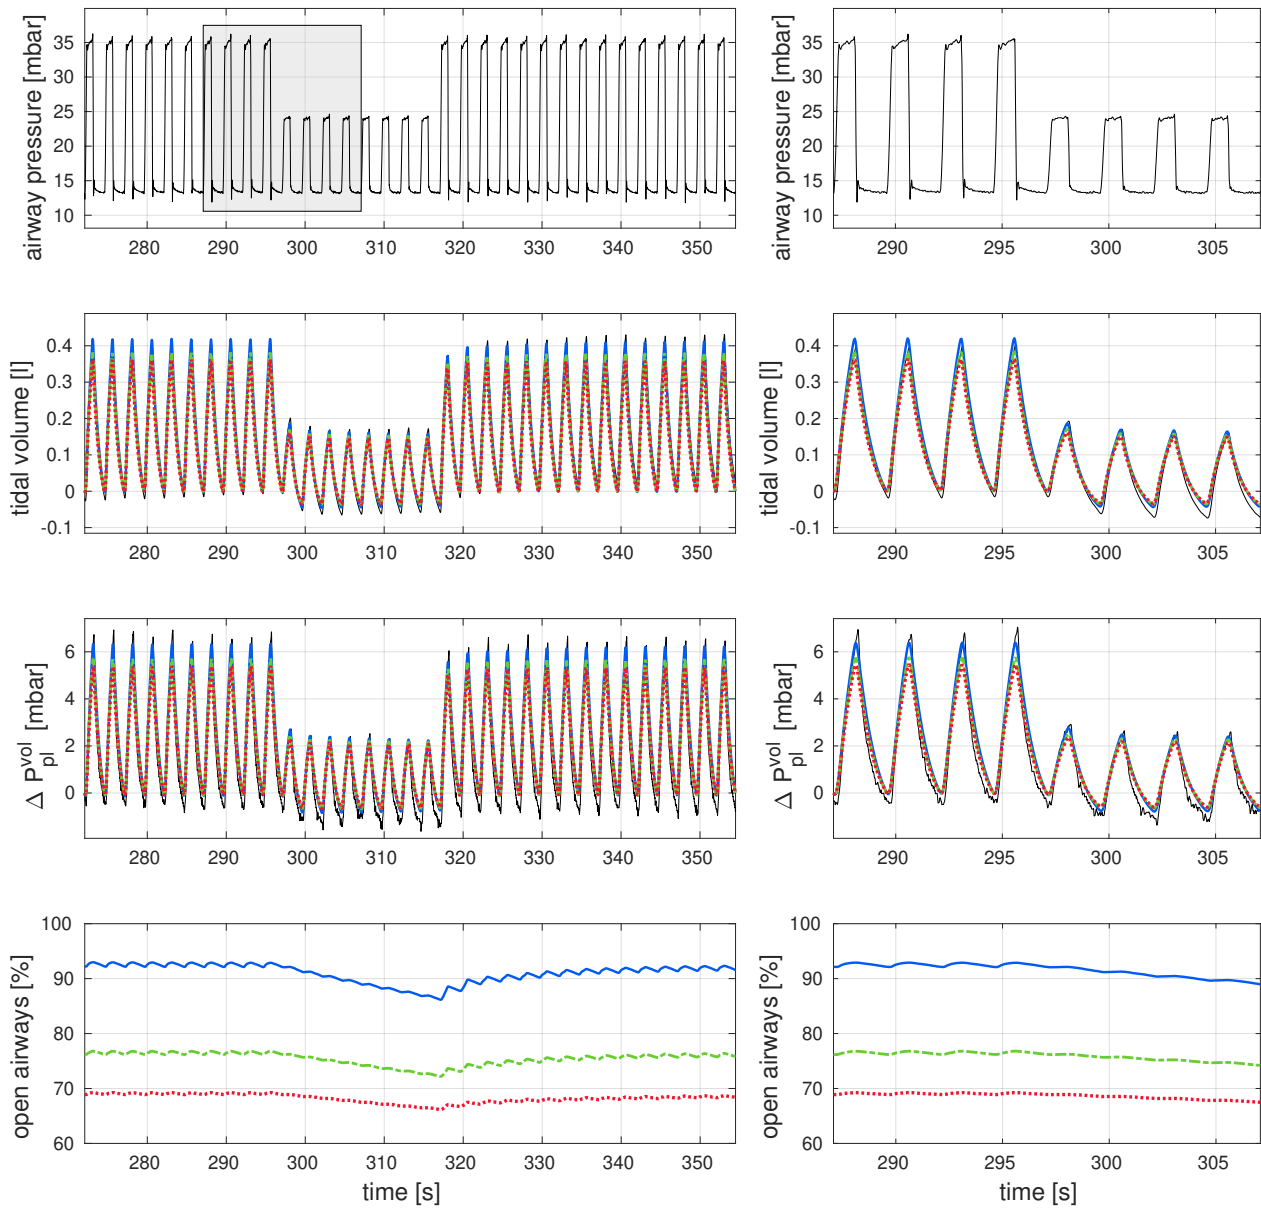 airway pressure [mbar]
35
30
25
20
15
10
280 290 300 310 320 330 340 350
airway pressure [mbar]
35
30
25
20
15
10
290 295 300 305
tidal volume [l]
0.4
0.3
0.2
0.1
0
-0.1
280 290 300 310 320 330 340 350
tidal volume [l]
0.4
0.3
0.2
0.1
0
-0.1
290 295 300 305
Δ P_pl^vol [mbar]
6
4
2
0
280 290 300 310 320 330 340 350
Δ P_pl^vol [mbar]
6
4
2
0
290 295 300 305
open airways [%]
100
90
80
70
60
280 290 300 310 320 330 340 350
time [s]
open airways [%]
100
90
80
70
60
290 295 300 305
time [s]